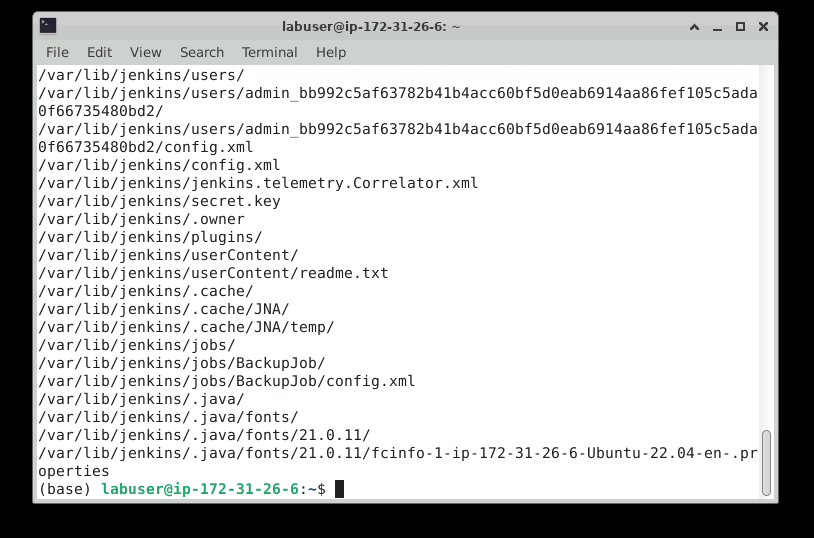 labuser@ip-172-31-26-6: ~
File Edit View Search Terminal Help
/var/lib/jenkins/users/
/var/lib/jenkins/users/admin_bb992c5af63782b41b4acc60bf5d0eab6914aa86fef105c5ada
0f66735480bd2/
/var/lib/jenkins/users/admin_bb992c5af63782b41b4acc60bf5d0eab6914aa86fef105c5ada
0f66735480bd2/config.xml
/var/lib/jenkins/config.xml
/var/lib/jenkins/jenkins.telemetry.Correlator.xml
/var/lib/jenkins/secret.key
/var/lib/jenkins/.owner
/var/lib/jenkins/plugins/
/var/lib/jenkins/userContent/
/var/lib/jenkins/userContent/readme.txt
/var/lib/jenkins/.cache/
/var/lib/jenkins/.cache/JNA/
/var/lib/jenkins/.cache/JNA/temp/
/var/lib/jenkins/jobs/
/var/lib/jenkins/jobs/BackupJob/
/var/lib/jenkins/jobs/BackupJob/config.xml
/var/lib/jenkins/.java/
/var/lib/jenkins/.java/fonts/
/var/lib/jenkins/.java/fonts/21.0.11/
/var/lib/jenkins/.java/fonts/21.0.11/fcinfo-1-ip-172-31-26-6-Ubuntu-22.04-en-.pr
operties
(base) labuser@ip-172-31-26-6:~$